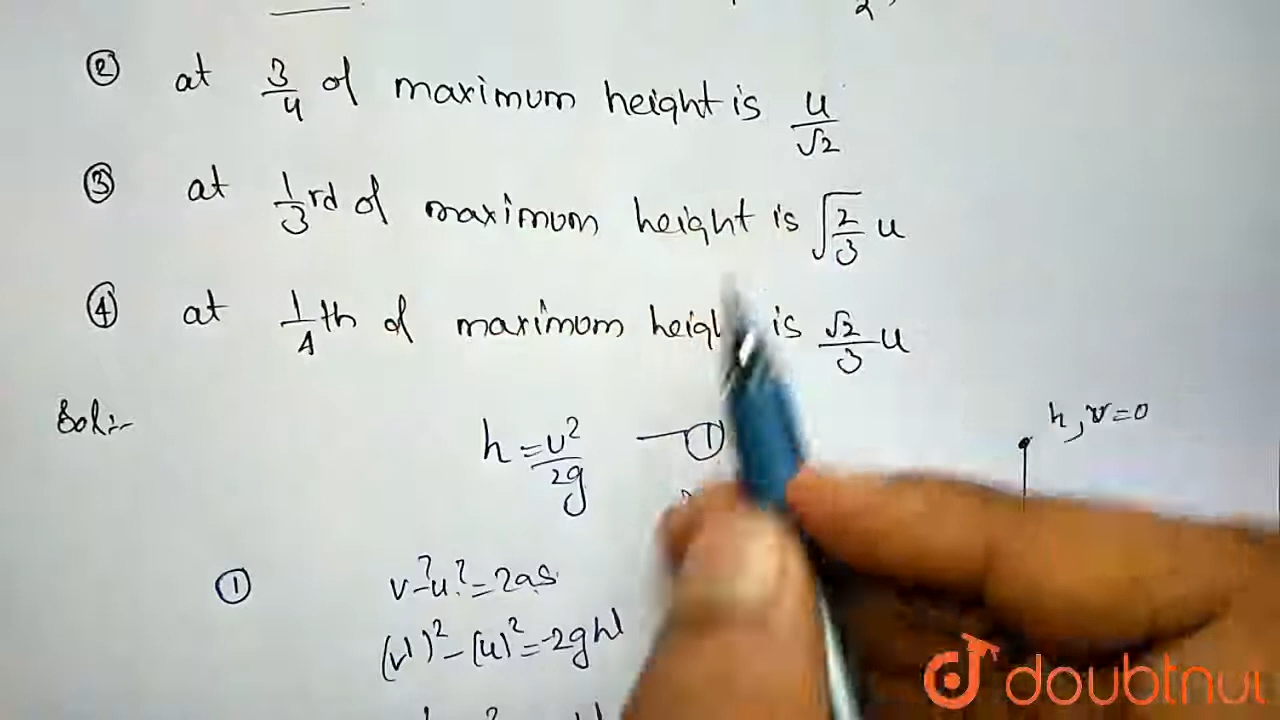 2
② at 3/4 of maximum height is u/√2
③ at 1/3rd of maximum height is √(2/3) u
④ at 1/4th of maximum height is √2/3 u
Sol:-
h, v=0
h = u²/2g — ①
① v²-u²=2as
(v')²-(u)²=-2gh'
doubtnut